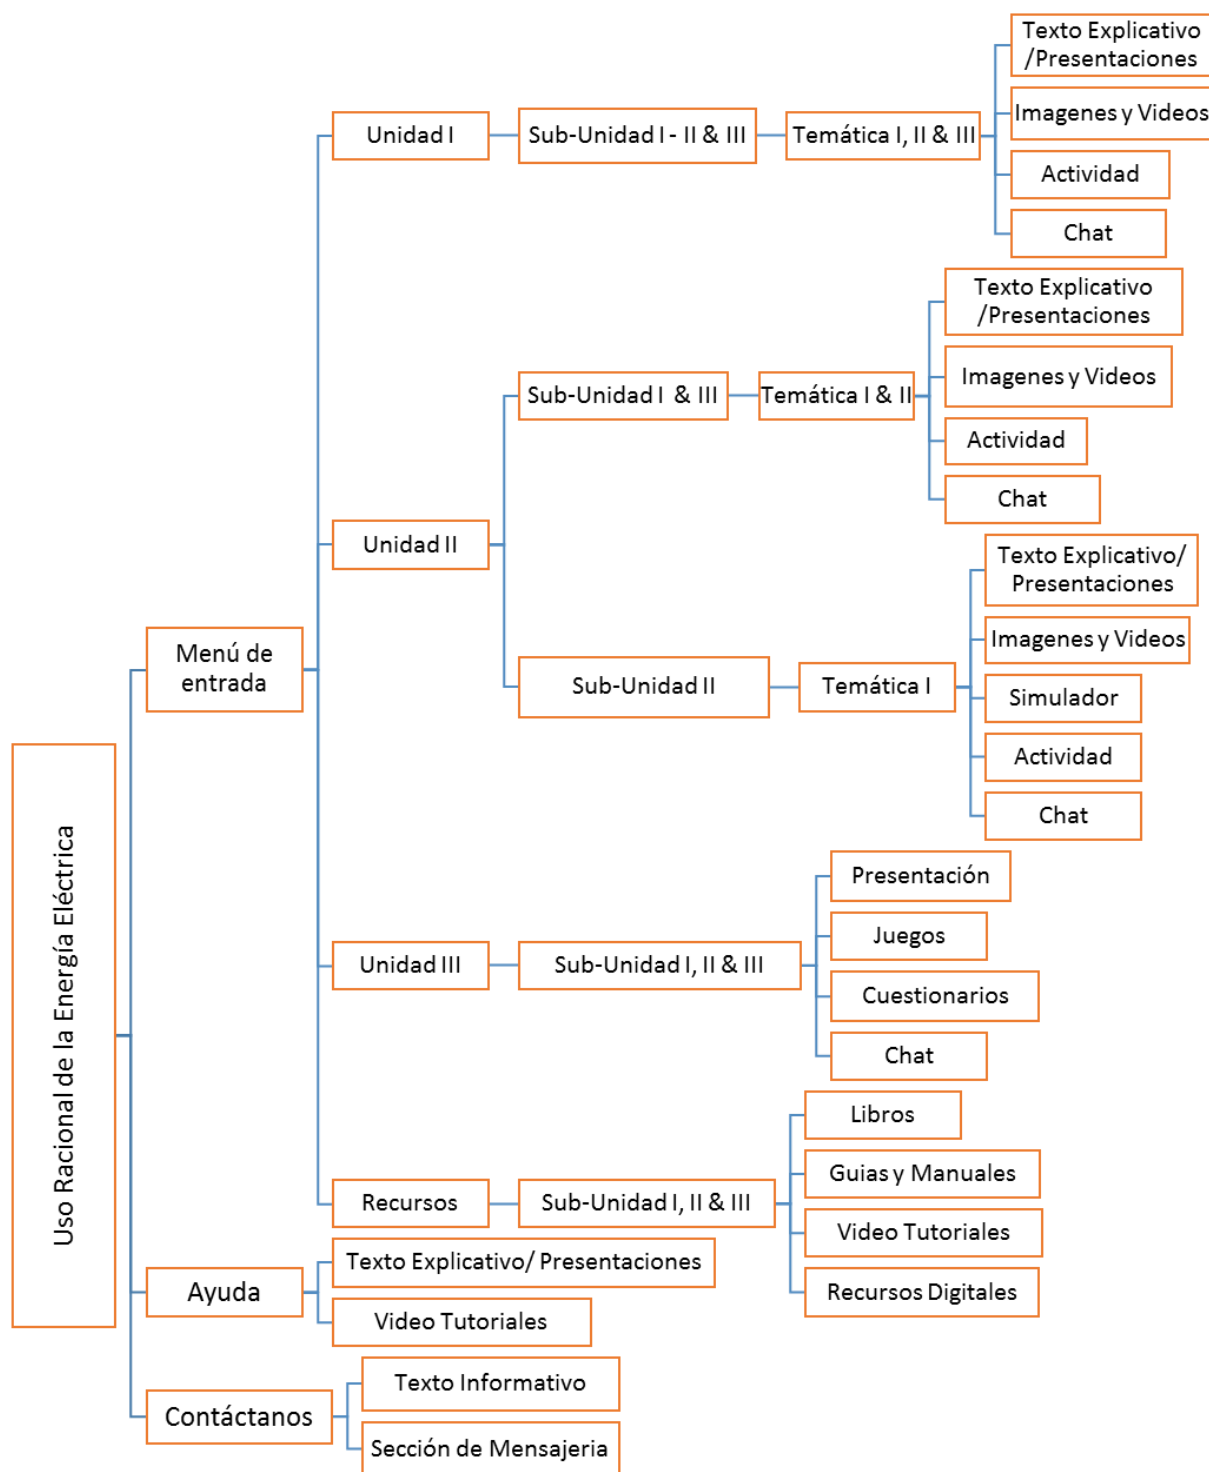 Texto Explicativo
/Presentaciones
Unidad I
Sub-Unidad I - II & III
Temática I, II & III
Imagenes y Videos
Actividad
Chat
Texto Explicativo
/Presentaciones
Sub-Unidad I  & III
Temática I & II
Imagenes y Videos
Actividad
Chat
Unidad II
Texto Explicativo/
Presentaciones
Imagenes y Videos
Sub-Unidad II
Temática I
Simulador
Actividad
Chat
Menú de
entrada
Uso Racional de la Energía Eléctrica
Presentación
Juegos
Unidad III
Sub-Unidad I, II & III
Cuestionarios
Chat
Libros
Guias y Manuales
Recursos
Sub-Unidad I, II & III
Video Tutoriales
Recursos Digitales
Ayuda
Texto Explicativo/ Presentaciones
Video Tutoriales
Contáctanos
Texto Informativo
Sección de Mensajeria